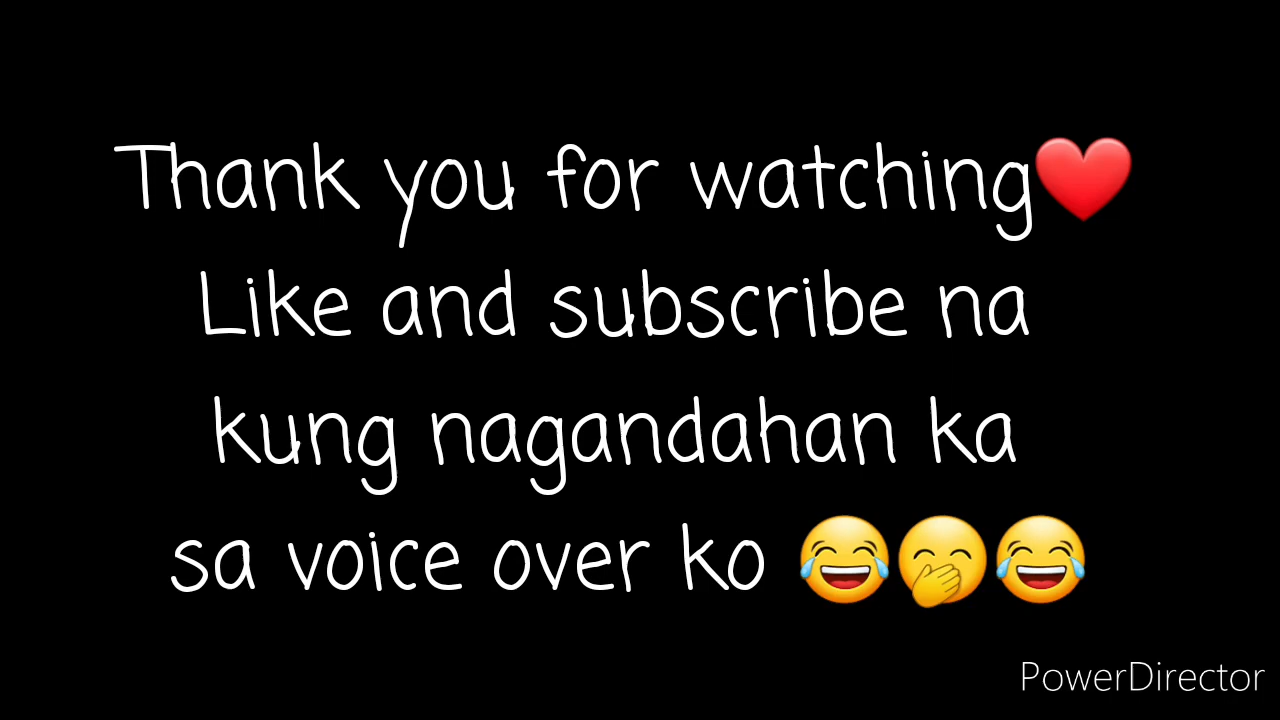 Thank you for watching❤️
Like and subscribe na
kung nagandahan ka
sa voice over ko 😂🤭😂
PowerDirector